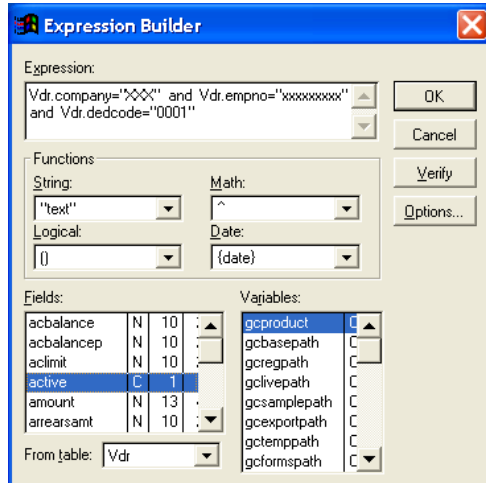 Expression Builder
Expression:
Vdr.company="XXX" and Vdr.empno="xxxxxxxxx"
and Vdr.dedcode="0001"
OK
Cancel
Verify
Options...
Functions
String: Math:
"text" ^
Logical: Date:
() {date}
Fields: Variables:
acbalance N 10
acbalancep N 10
aclimit N 10
active C 1
amount N 13
arrearsamt N 10
From table: Vdr
gcproduct C
gcbasepath C
gcregpath C
gclivepath C
gcsamplepath C
gcexportpath C
gctemppath C
gcformspath C